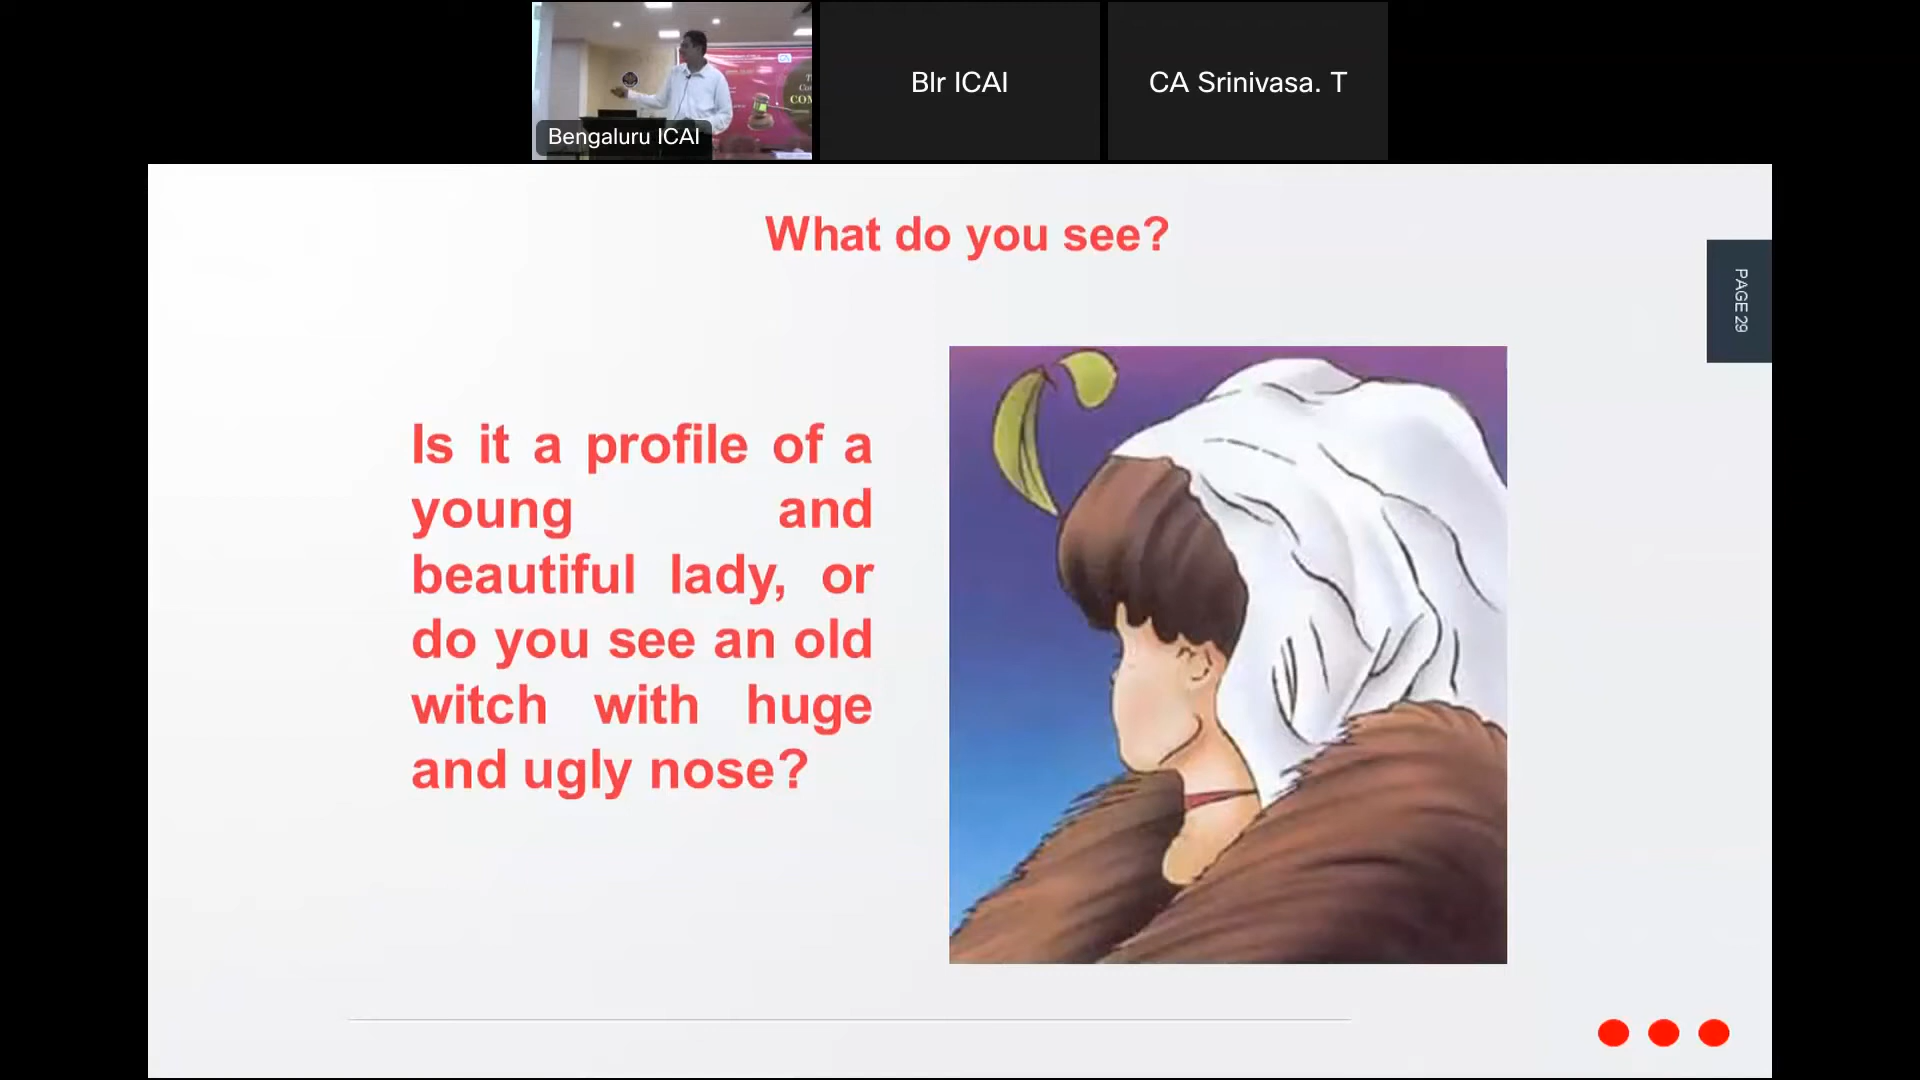 Bengaluru ICAI
Blr ICAI
CA Srinivasa. T
What do you see?
PAGE 29
Is it a profile of a
young and
beautiful lady, or
do you see an old
witch with huge
and ugly nose?